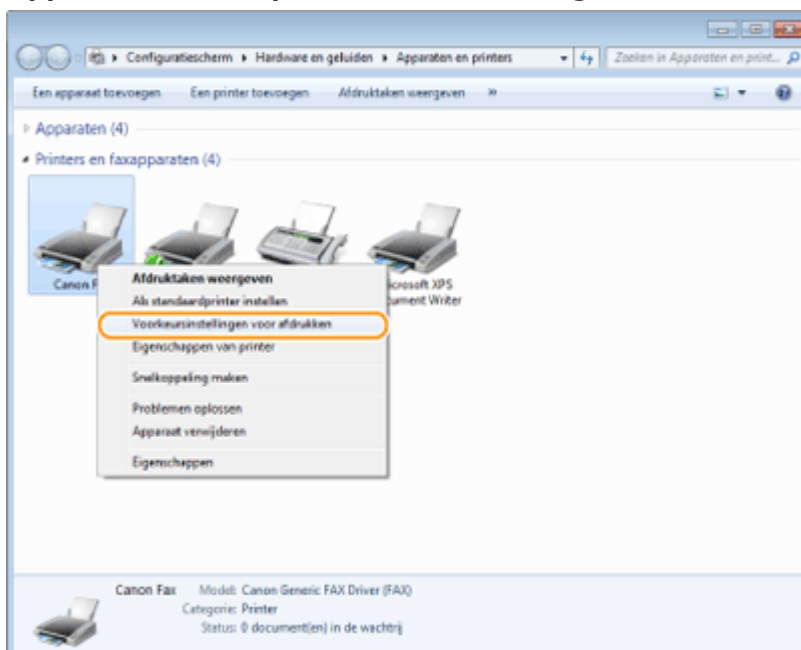 Configuratiescherm ▸ Hardware en geluiden ▸ Apparaten en printers
Zoeken in Apparaten en print...
Een apparaat toevoegen Een printer toevoegen Afdruktaken weergeven »
Apparaten (4)
Printers en faxapparaten (4)
Canon F
icrosoft XPS
cument Writer
Afdruktaken weergeven
Als standaardprinter instellen
Voorkeursinstellingen voor afdrukken
Eigenschappen van printer
Snelkoppeling maken
Problemen oplossen
Apparaat verwijderen
Eigenschappen
Canon Fax Model: Canon Generic FAX Driver (FAX)
Categorie: Printer
Status: 0 document(en) in de wachtrij